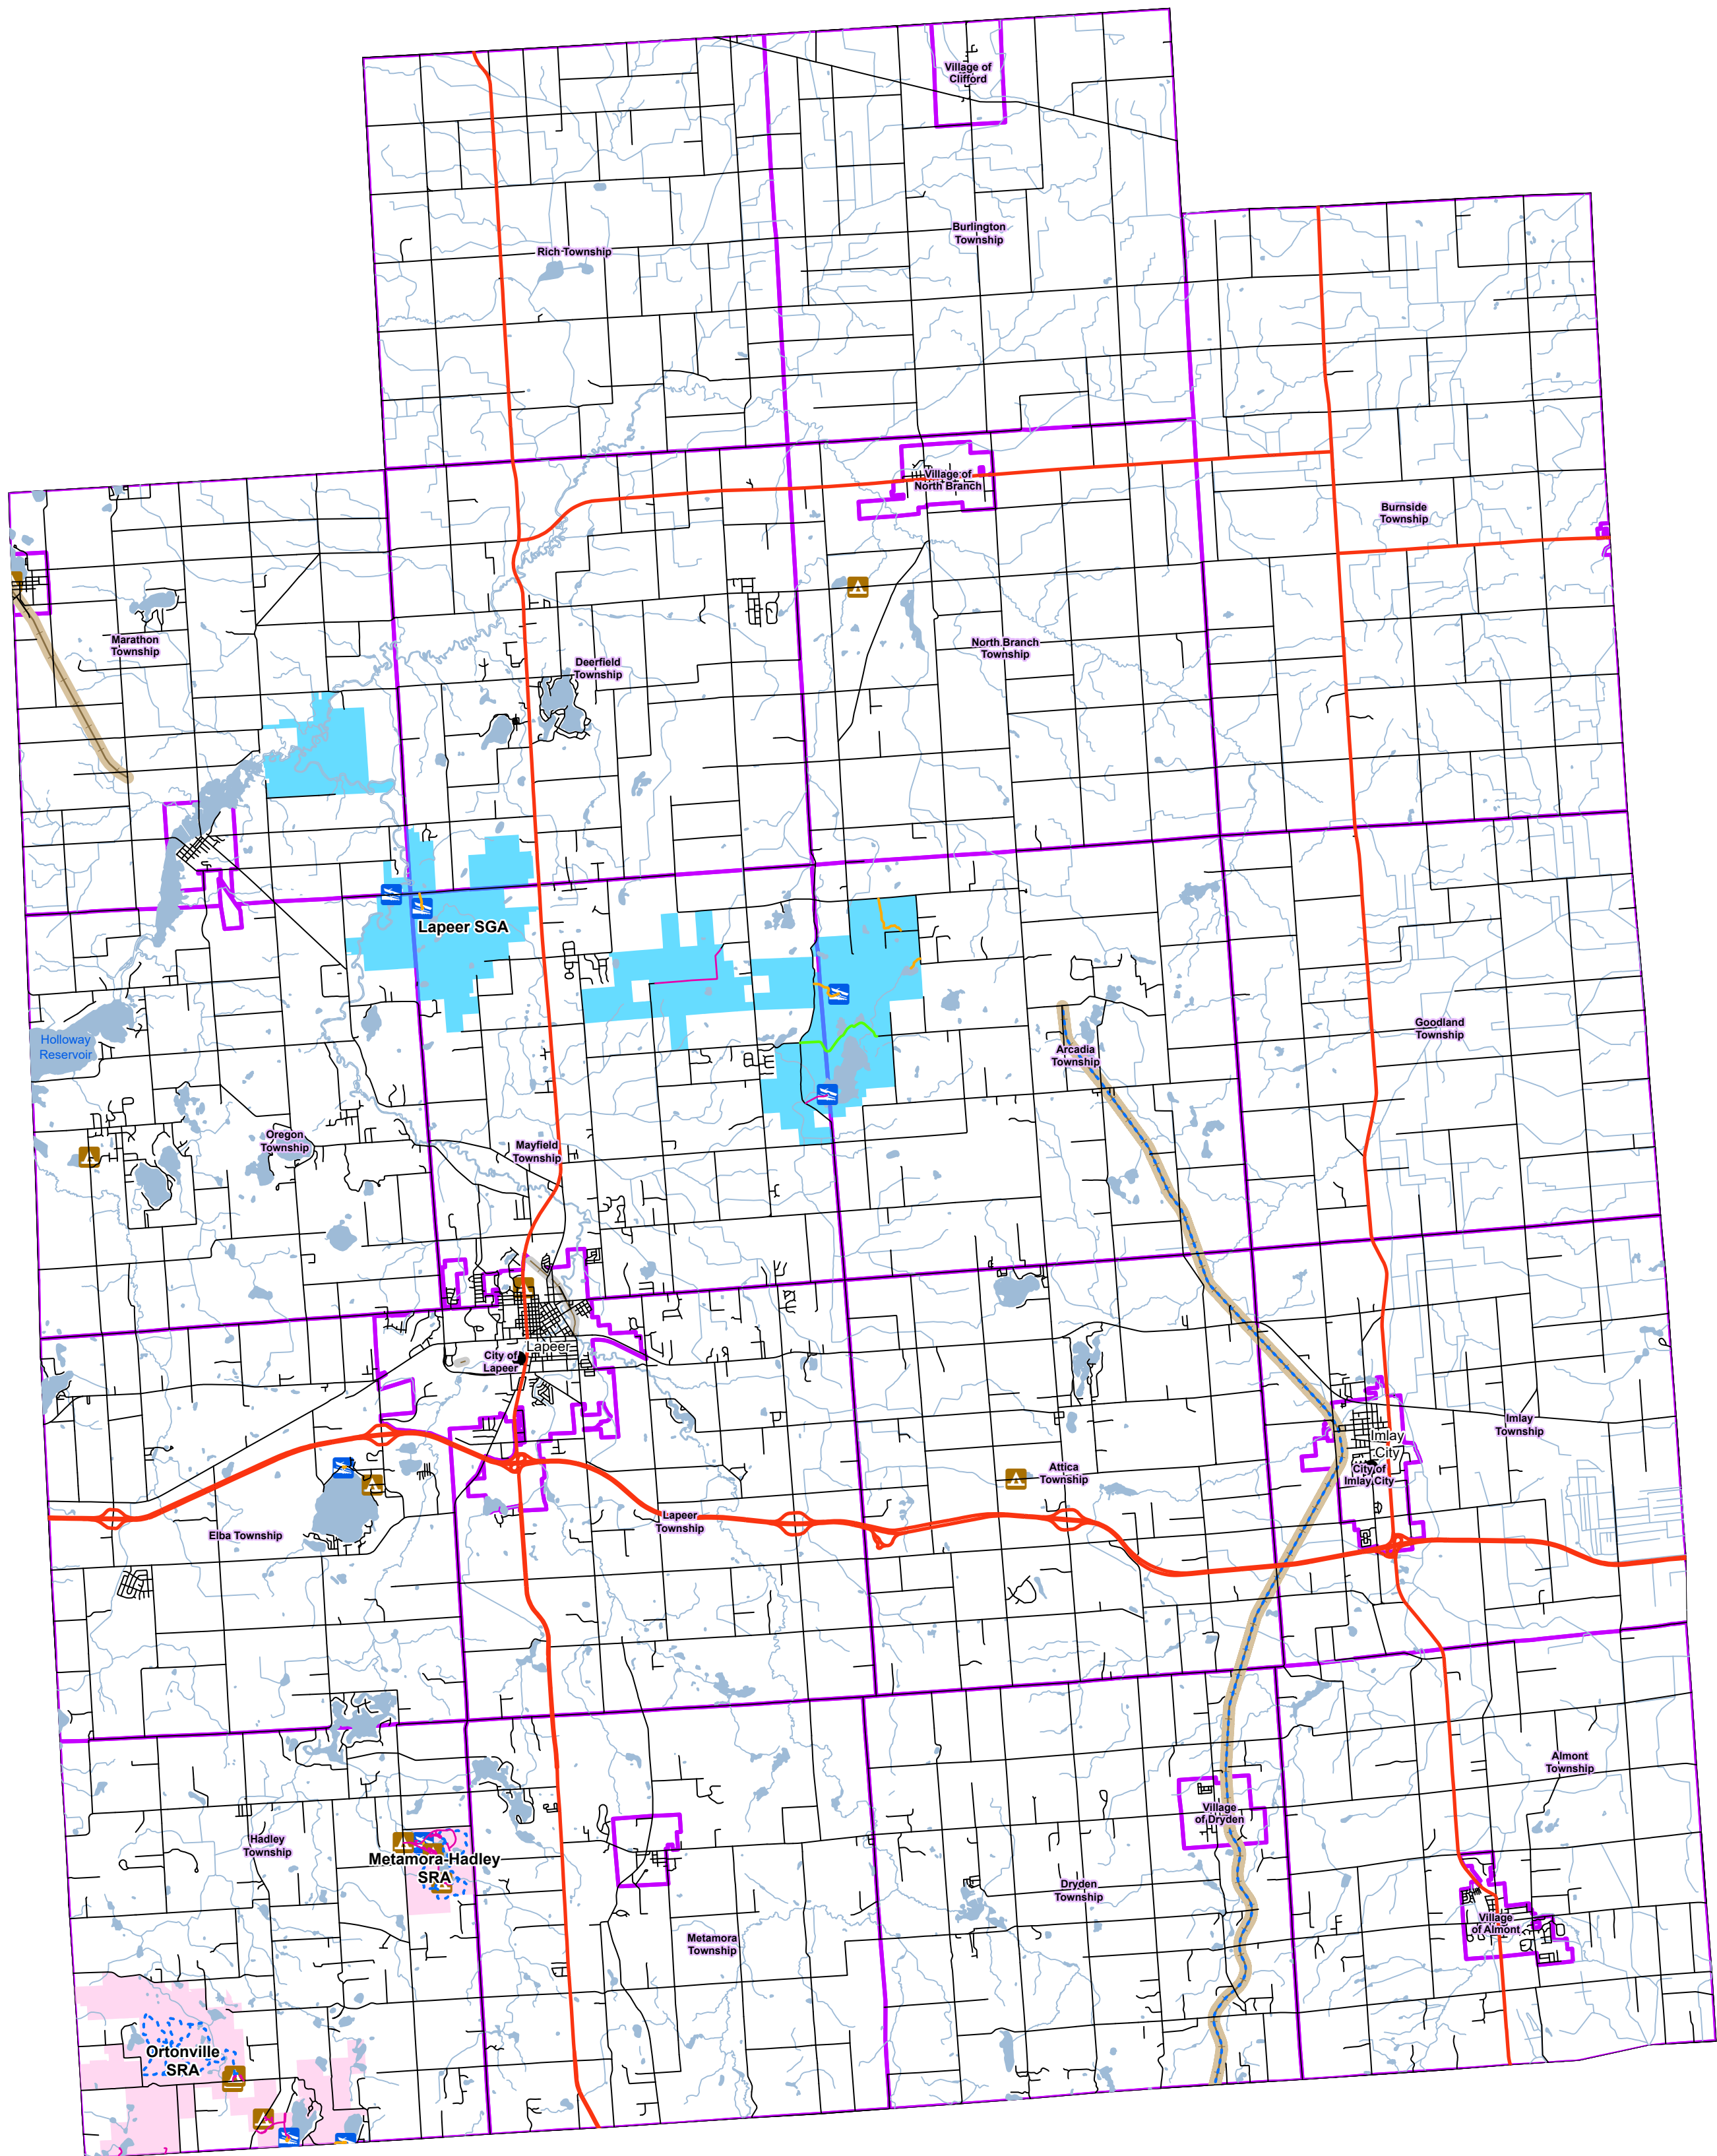 Village of
Clifford
Burlington
Township
Rich Township
Village of
North Branch
Burnside
Township
Marathon
Township
North Branch
Township
Deerfield
Township
Lapeer SGA
Goodland
Township
Holloway
Reservoir
Arcadia
Township
Oregon
Township
Mayfield
Township
Lapeer
City of
Lapeer
Imlay
Township
Imlay
City
City of
Imlay City
Attica
Township
Lapeer
Township
Elba Township
Almont
Township
Village
of Dryden
Hadley
Township
Metamora-Hadley
SRA
Dryden
Township
Village
of Almont
Metamora
Township
Ortonville
SRA